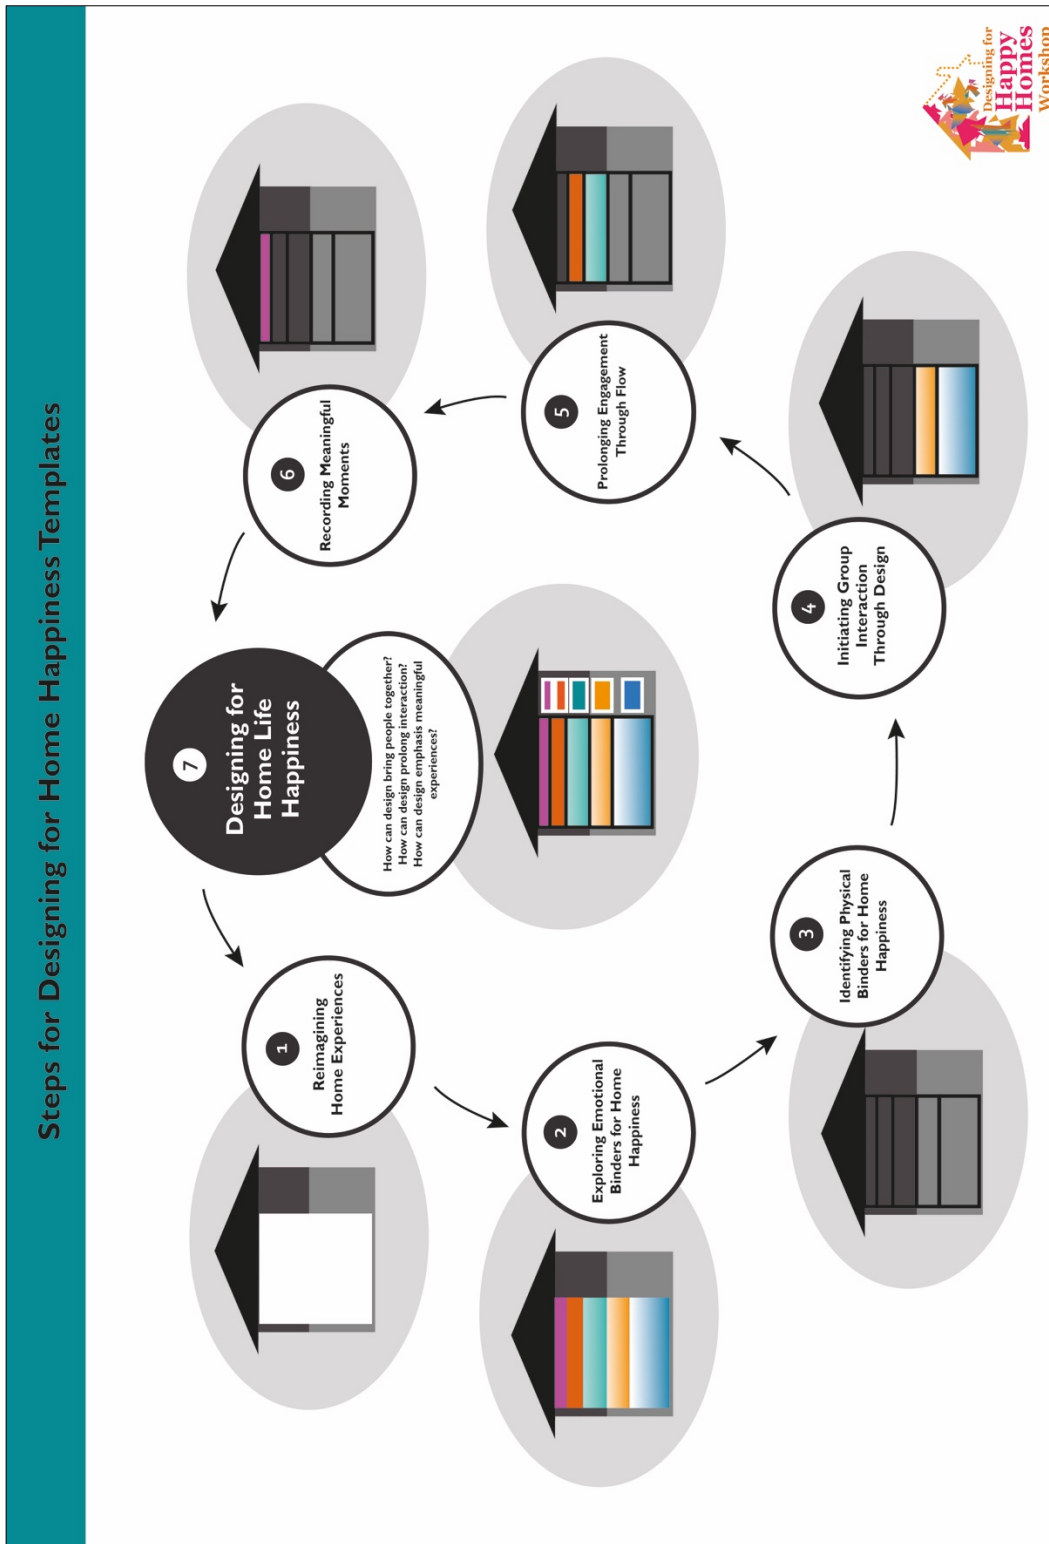 Steps for Designing for Home Happiness Templates
7
Designing for
Home Life
Happiness
How can design bring people together?
How can design prolong interaction?
How can design emphasis meaningful
experiences?
1
Reimagining
Home Experiences
2
Exploring Emotional
Binders for Home
Happiness
3
Identifying Physical
Binders for Home
Happiness
4
Initiating Group
Interaction
Through Design
5
Prolonging Engagement
Through Flow
6
Recording Meaningful
Moments
Designing for
Happy
Homes
Workshop